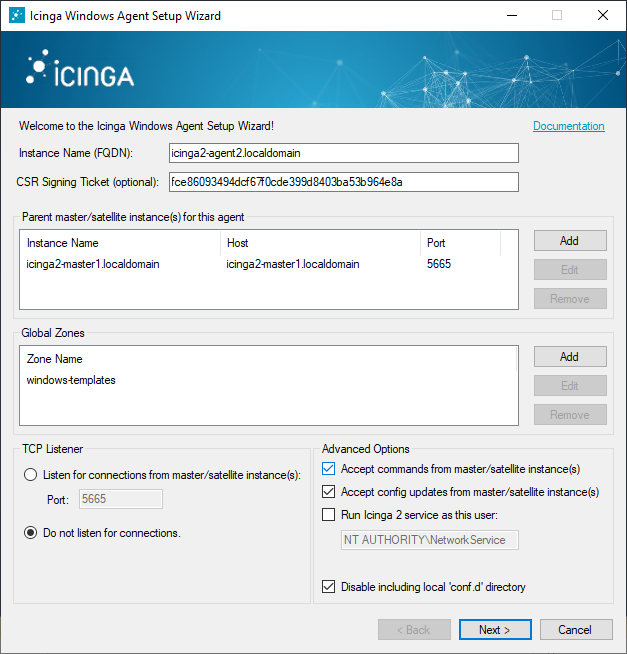 Icinga Windows Agent Setup Wizard
ICINGA
Welcome to the Icinga Windows Agent Setup Wizard!
Documentation
Instance Name (FQDN):
icinga2-agent2.localdomain
CSR Signing Ticket (optional):
fce86093494dcf67f0cde399d8403ba53b964e8a
Parent master/satellite instance(s) for this agent
Instance Name Host Port
icinga2-master1.localdomain icinga2-master1.localdomain 5665
Add
Edit
Remove
Global Zones
Zone Name
windows-templates
Add
Edit
Remove
TCP Listener
Listen for connections from master/satellite instance(s):
Port: 5665
Do not listen for connections.
Advanced Options
Accept commands from master/satellite instance(s)
Accept config updates from master/satellite instance(s)
Run Icinga 2 service as this user:
NT AUTHORITY\NetworkService
Disable including local 'conf.d' directory
< Back
Next >
Cancel